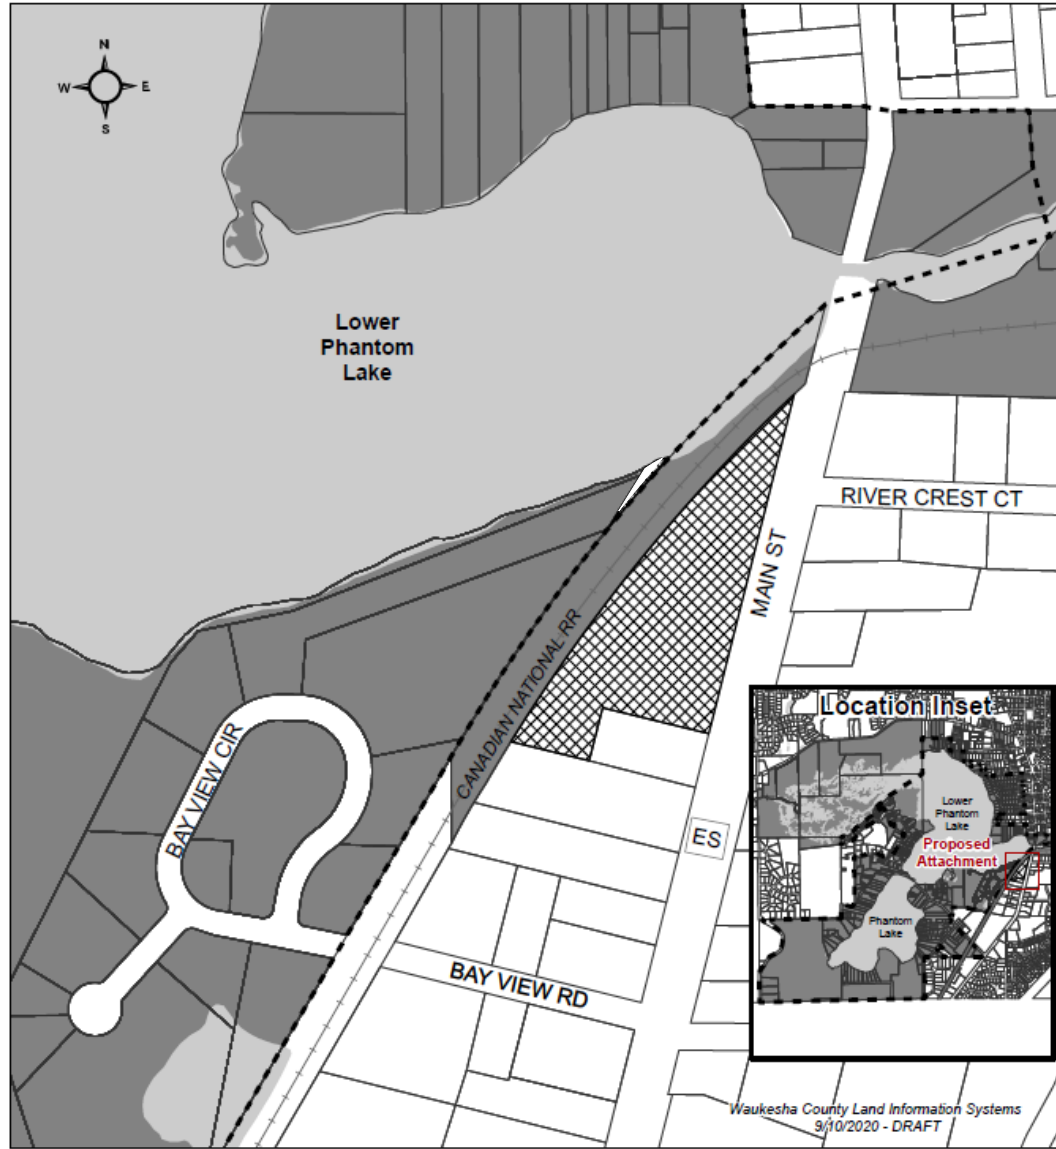 N
W E
S
Lower
Phantom
Lake
RIVER CREST CT
MAIN ST
CANADIAN NATIONAL RR
BAY VIEW CIR
ES
BAY VIEW RD
Location Inset
Lower
Phantom
Lake
Proposed
Attachment
Phantom
Lake
Waukesha County Land Information Systems
9/10/2020 - DRAFT